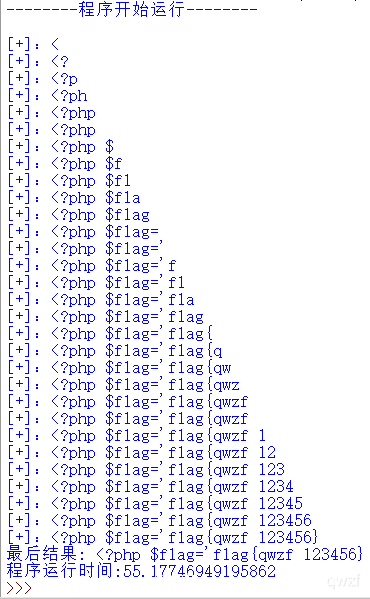 --------程序开始运行--------
[+]：<
[+]：<?
[+]：<?p
[+]：<?ph
[+]：<?php
[+]：<?php
[+]：<?php $
[+]：<?php $f
[+]：<?php $fl
[+]：<?php $fla
[+]：<?php $flag
[+]：<?php $flag=
[+]：<?php $flag='
[+]：<?php $flag='f
[+]：<?php $flag='fl
[+]：<?php $flag='fla
[+]：<?php $flag='flag
[+]：<?php $flag='flag{
[+]：<?php $flag='flag{q
[+]：<?php $flag='flag{qw
[+]：<?php $flag='flag{qwz
[+]：<?php $flag='flag{qwzf
[+]：<?php $flag='flag{qwzf
[+]：<?php $flag='flag{qwzf 1
[+]：<?php $flag='flag{qwzf 12
[+]：<?php $flag='flag{qwzf 123
[+]：<?php $flag='flag{qwzf 1234
[+]：<?php $flag='flag{qwzf 12345
[+]：<?php $flag='flag{qwzf 123456
[+]：<?php $flag='flag{qwzf 123456}
最后结果: <?php $flag='flag{qwzf 123456}
程序运行时间:55.17746949195862
>>>
qwzf